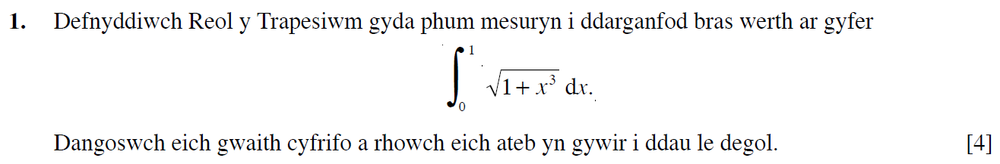 1. Defnyddiwch Reol y Trapesiwm gyda phum mesuryn i ddarganfod bras werth ar gyfer
∫₀¹ √(1 + x³) dx.
Dangoswch eich gwaith cyfrifo a rhowch eich ateb yn gywir i ddau le degol. [4]